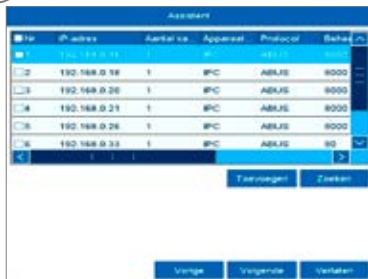 Assistent
Nr IP-adres Aantal ka... Apparaat... Protocol Behee
1
2 192.168.0.18 1 IPC ABUS 8000
3 192.168.0.20 1 IPC ABUS 8000
4 192.168.0.21 1 IPC ABUS 8000
5 192.168.0.26 1 IPC ABUS 8000
6 192.168.0.33 1 IPC ABUS 80
Toevoegen Zoeken
Vorige Volgende Verlaten